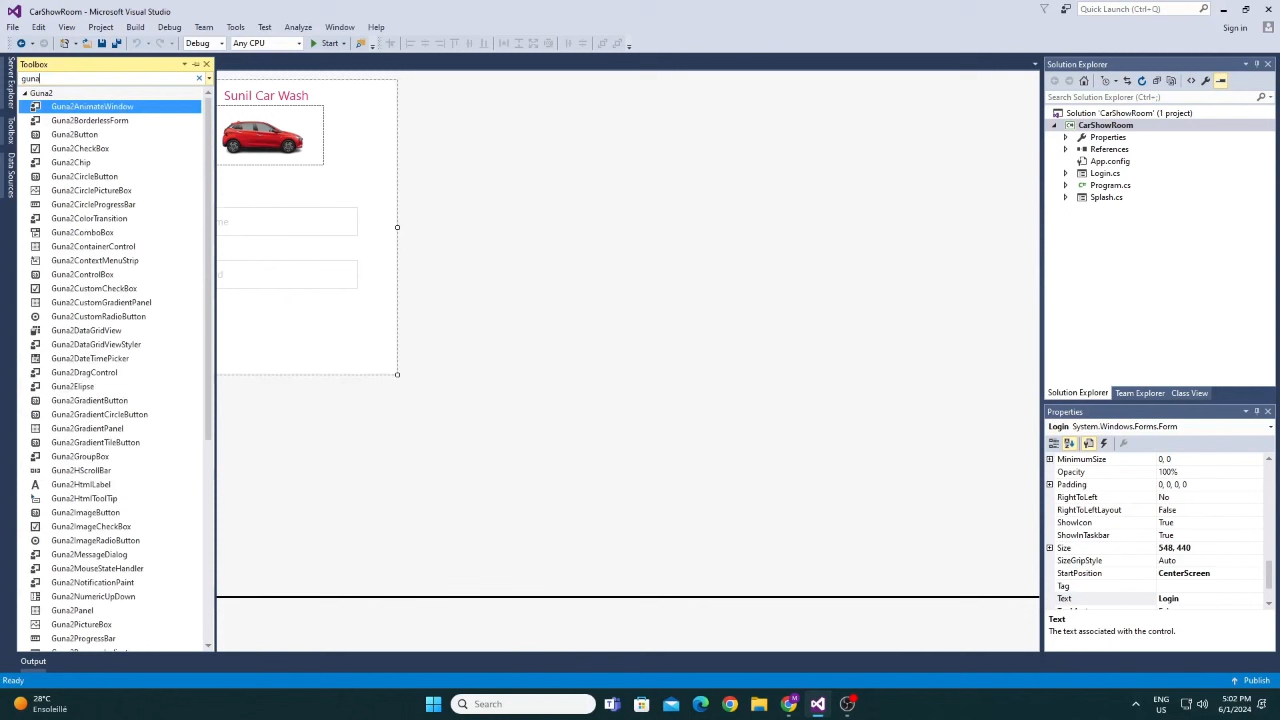 CarShowRoom - Microsoft Visual Studio
Quick Launch (Ctrl+Q)
File Edit View Project Build Debug Team Tools Architecture Test Analyze Window Help
Sign in
Debug Any CPU Start
Server Explorer
Toolbox
Data Sources
Toolbox
guna
Guna2
Guna2AnimateWindow
Guna2BorderlessForm
Guna2Button
Guna2CheckBox
Guna2Chip
Guna2CircleButton
Guna2CirclePictureBox
Guna2CircleProgressBar
Guna2ColorTransition
Guna2ComboBox
Guna2ContainerControl
Guna2ContextMenuStrip
Guna2ControlBox
Guna2CustomCheckBox
Guna2CustomGradientPanel
Guna2CustomRadioButton
Guna2DataGridView
Guna2DataGridViewStyler
Guna2DateTimePicker
Guna2DragControl
Guna2Elipse
Guna2GradientButton
Guna2GradientCircleButton
Guna2GradientPanel
Guna2GradientTileButton
Guna2GroupBox
Guna2HScrollBar
Guna2HtmlLabel
Guna2HtmlToolTip
Guna2ImageButton
Guna2ImageCheckBox
Guna2ImageRadioButton
Guna2MessageDialog
Guna2MouseStateHandler
Guna2NotificationPaint
Guna2NumericUpDown
Guna2Panel
Guna2PictureBox
Guna2ProgressBar
Sunil Car Wash
me
d
Solution Explorer
Search Solution Explorer (Ctrl+;)
Solution 'CarShowRoom' (1 project)
CarShowRoom
Properties
References
App.config
Login.cs
Program.cs
Splash.cs
Solution Explorer Team Explorer Class View
Properties
Login System.Windows.Forms.Form
MinimumSize 0, 0
Opacity 100%
Padding 0, 0, 0, 0
RightToLeft No
RightToLeftLayout False
ShowIcon True
ShowInTaskbar True
Size 548, 440
SizeGripStyle Auto
StartPosition CenterScreen
Tag
Text Login
Text
The text associated with the control.
Output
Ready
Publish
28°C
Ensoleillé
Search
ENG
US
5:02 PM
6/1/2024